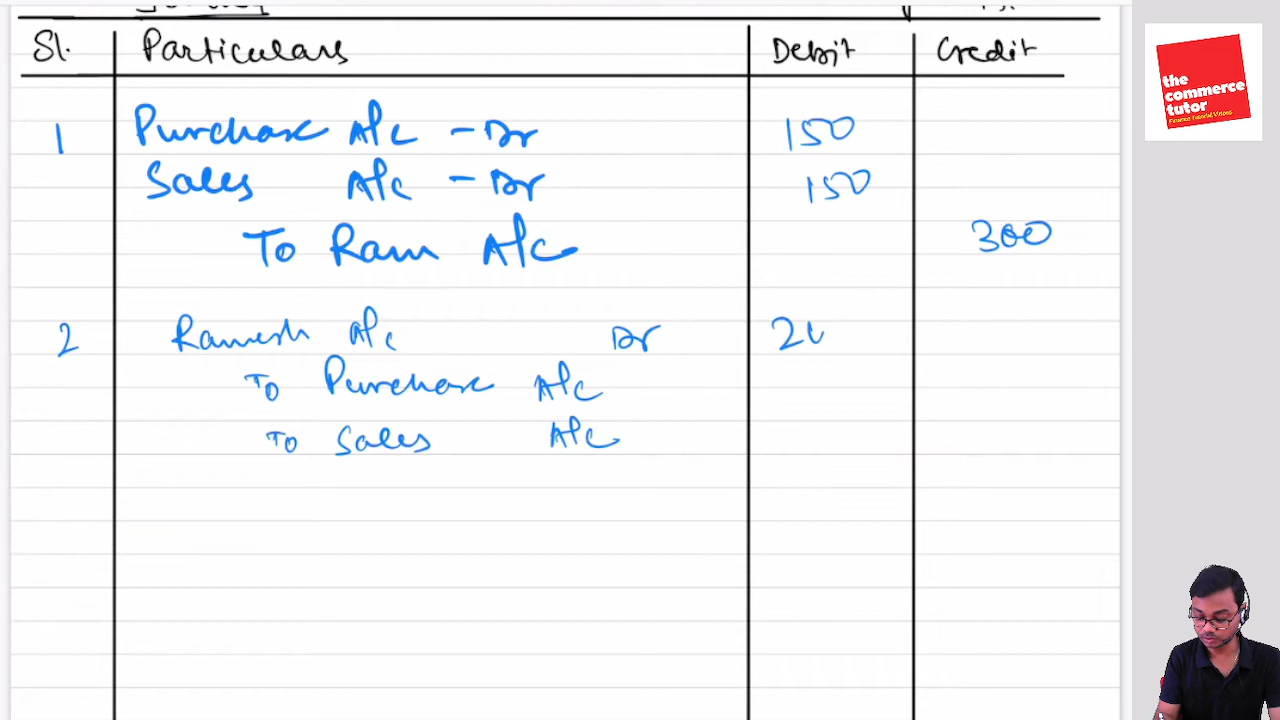 Sl. Particulars Debit Credit
1 Purchase A/c - Dr 150
Sales A/c - Dr 150
To Ram A/c 300
2 Ramesh A/c Dr 20
To Purchase A/c
To Sales A/c
the
commerce
tutor